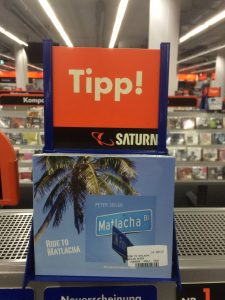 Tipp!
SATURN
PETER SEILER
Matlacha
RIDE TO
MATLACHA
Neuerscheinung